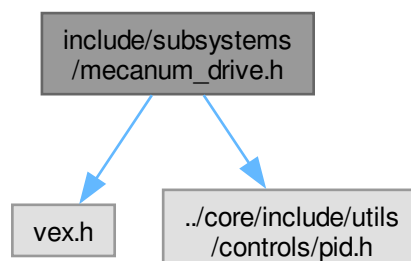 include/subsystems
/mecanum_drive.h
vex.h
../core/include/utils
/controls/pid.h